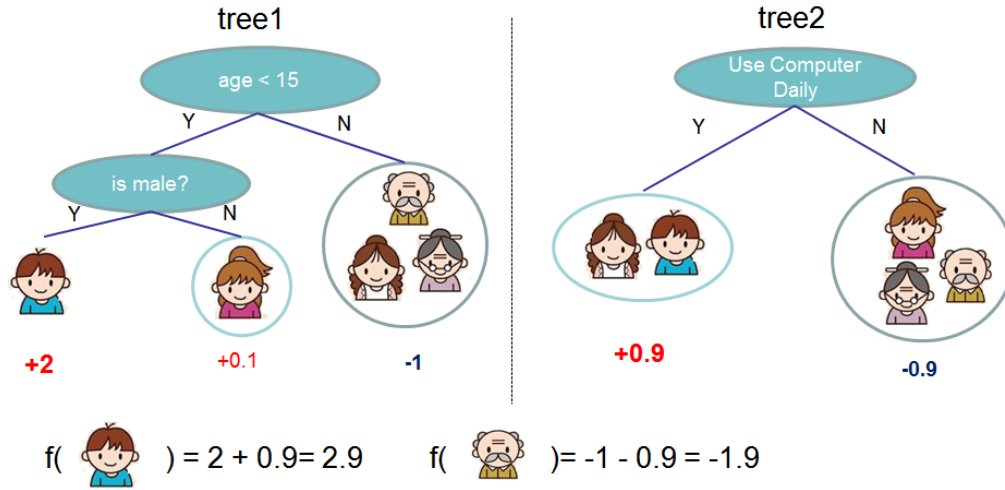 tree1
tree2
age < 15
Use Computer
Daily
Y
N
Y
N
is male?
Y
N
+2
+0.1
-1
+0.9
-0.9
f( ) = 2 + 0.9= 2.9
f( )= -1 - 0.9 = -1.9